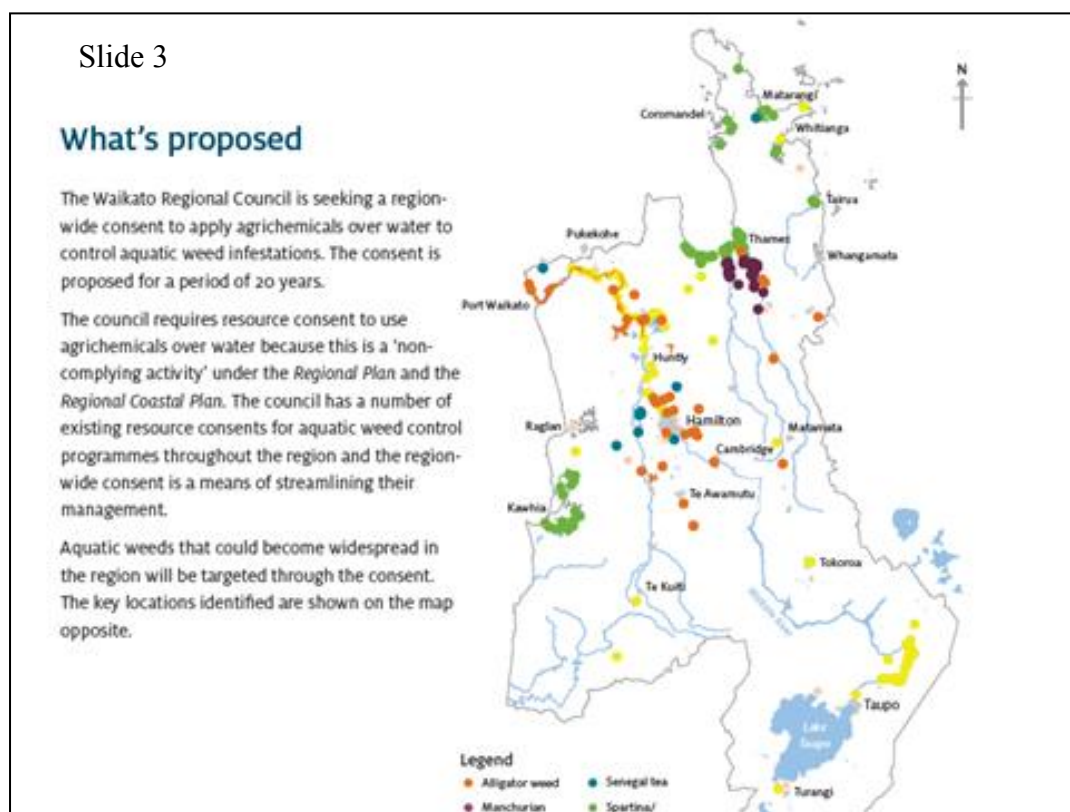 Slide 3
What's proposed
The Waikato Regional Council is seeking a region-
wide consent to apply agrichemicals over water to
control aquatic weed infestations. The consent is
proposed for a period of 20 years.
The council requires resource consent to use
agrichemicals over water because this is a 'non-
complying activity' under the Regional Plan and the
Regional Coastal Plan. The council has a number of
existing resource consents for aquatic weed control
programmes throughout the region and the region-
wide consent is a means of streamlining their
management.
Aquatic weeds that could become widespread in
the region will be targeted through the consent.
The key locations identified are shown on the map
opposite.
N
Matarangi
Coromandel
Whitianga
Tairua
Pukekohe
Thames
Whangamata
Port Waikato
Huntly
Raglan
Hamilton
Matamata
Cambridge
Kawhia
Te Awamutu
Tokoroa
Te Kuiti
Taupo
Lake
Taupo
Turangi
Legend
Alligator weed
Senegal tea
Manchurian
Spartina/